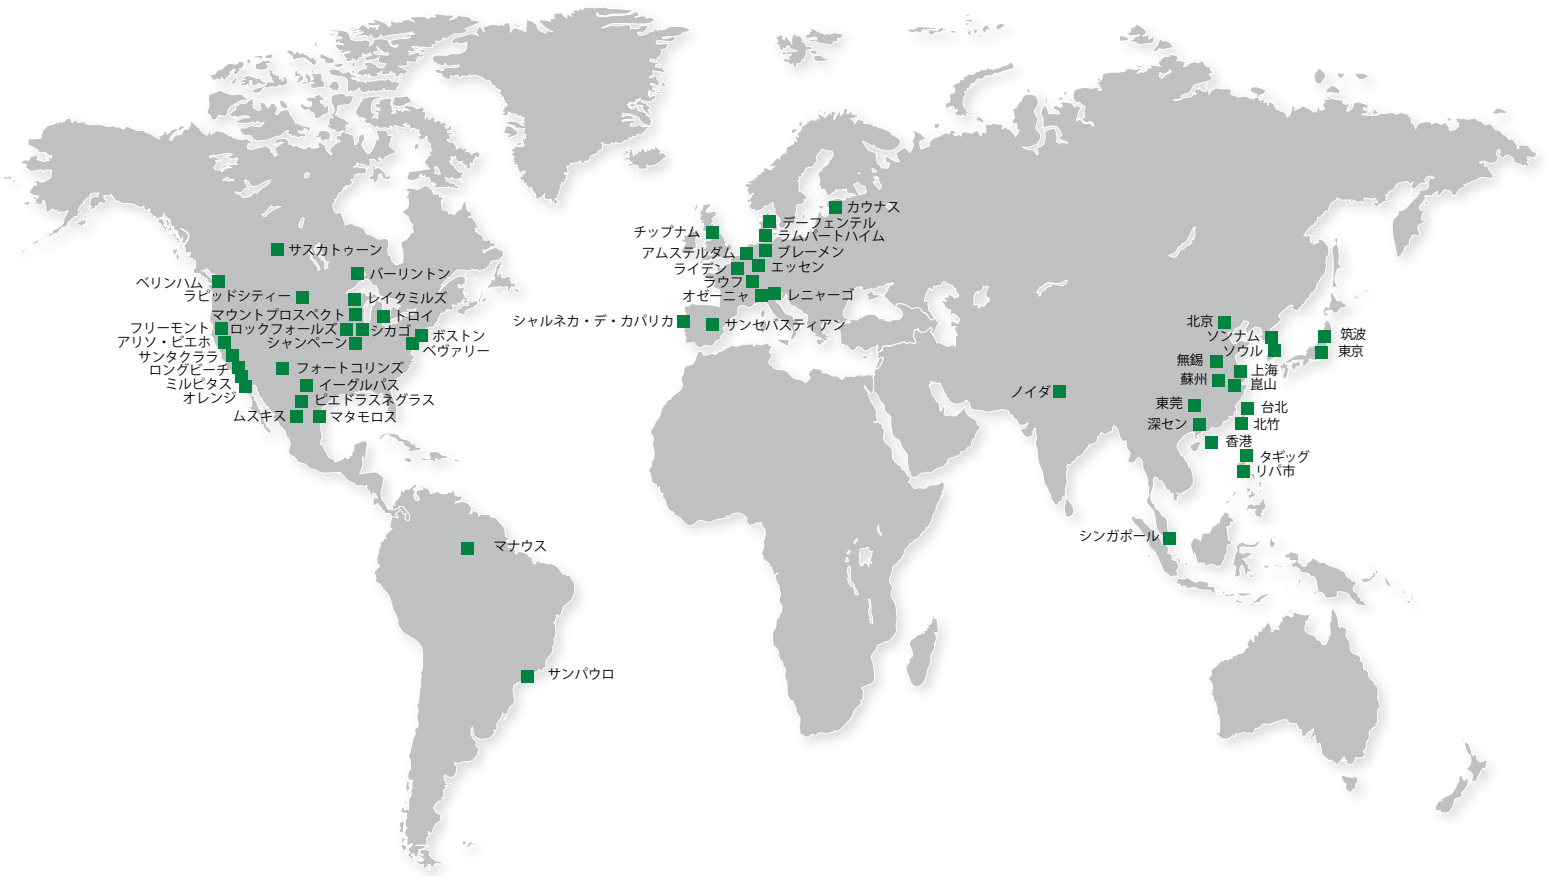 サスカトゥーン
バーリントン
ベリンハム
ラピッドシティー
レイクミルズ
マウントプロスペクト
トロイ
フリーモント
ロックフォールズ
シカゴ
ボストン
アリソ・ビエホ
シャンペーン
ベヴァリー
サンタクララ
ロングビーチ
フォートコリンズ
ミルピタス
イーグルパス
オレンジ
ピエドラスネグラス
ムスキス
マタモロス
マナウス
サンパウロ
カウナス
デーフェンテル
チップナム
ラムパートハイム
アムステルダム
ブレーメン
ライデン
エッセン
ラウフ
オゼーニャ
レニャーゴ
シャルネカ・デ・カパリカ
サンセバスティアン
ノイダ
北京
ソンナム
ソウル
筑波
東京
無錫
上海
蘇州
崑山
東莞
台北
深セン
北竹
香港
タギッグ
リパ市
シンガポール